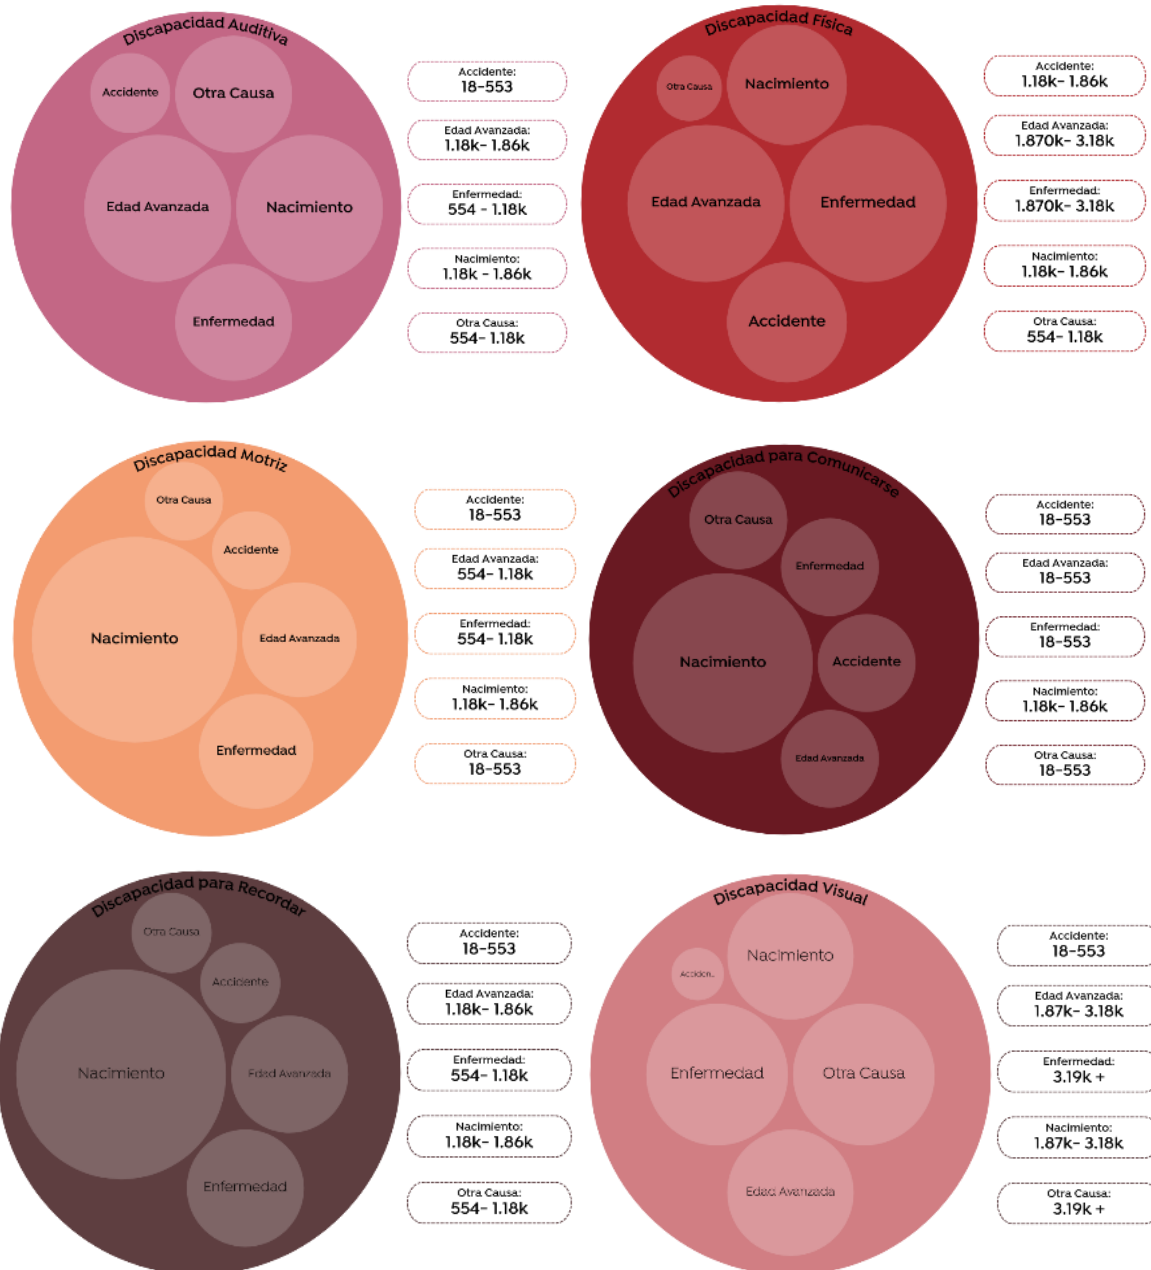 Discapacidad Auditiva
Accidente
Otra Causa
Edad Avanzada
Nacimiento
Enfermedad
Accidente:
18-553
Edad Avanzada:
1.18k- 1.86k
Enfermedad:
554 - 1.18k
Nacimiento:
1.18k - 1.86k
Otra Causa:
554- 1.18k
Discapacidad Física
Otra Causa
Nacimiento
Edad Avanzada
Enfermedad
Accidente
Accidente:
1.18k- 1.86k
Edad Avanzada:
1.870k- 3.18k
Enfermedad:
1.870k- 3.18k
Nacimiento:
1.18k- 1.86k
Otra Causa:
554- 1.18k
Discapacidad Motriz
Otra Causa
Accidente
Nacimiento
Edad Avanzada
Enfermedad
Accidente:
18-553
Edad Avanzada:
554- 1.18k
Enfermedad:
554- 1.18k
Nacimiento:
1.18k- 1.86k
Otra Causa:
18-553
Discapacidad para Comunicarse
Otra Causa
Enfermedad
Nacimiento
Accidente
Edad Avanzada
Accidente:
18-553
Edad Avanzada:
18-553
Enfermedad:
18-553
Nacimiento:
1.18k- 1.86k
Otra Causa:
18-553
Discapacidad para Recordar
Otra Causa
Accidente
Nacimiento
Edad Avanzada
Enfermedad
Accidente:
18-553
Edad Avanzada:
1.18k- 1.86k
Enfermedad:
554- 1.18k
Nacimiento:
1.18k- 1.86k
Otra Causa:
554- 1.18k
Discapacidad Visual
Nacimiento
Acciden...
Enfermedad
Otra Causa
Edad Avanzada
Accidente:
18-553
Edad Avanzada:
1.87k- 3.18k
Enfermedad:
3.19k +
Nacimiento:
1.87k- 3.18k
Otra Causa:
3.19k +